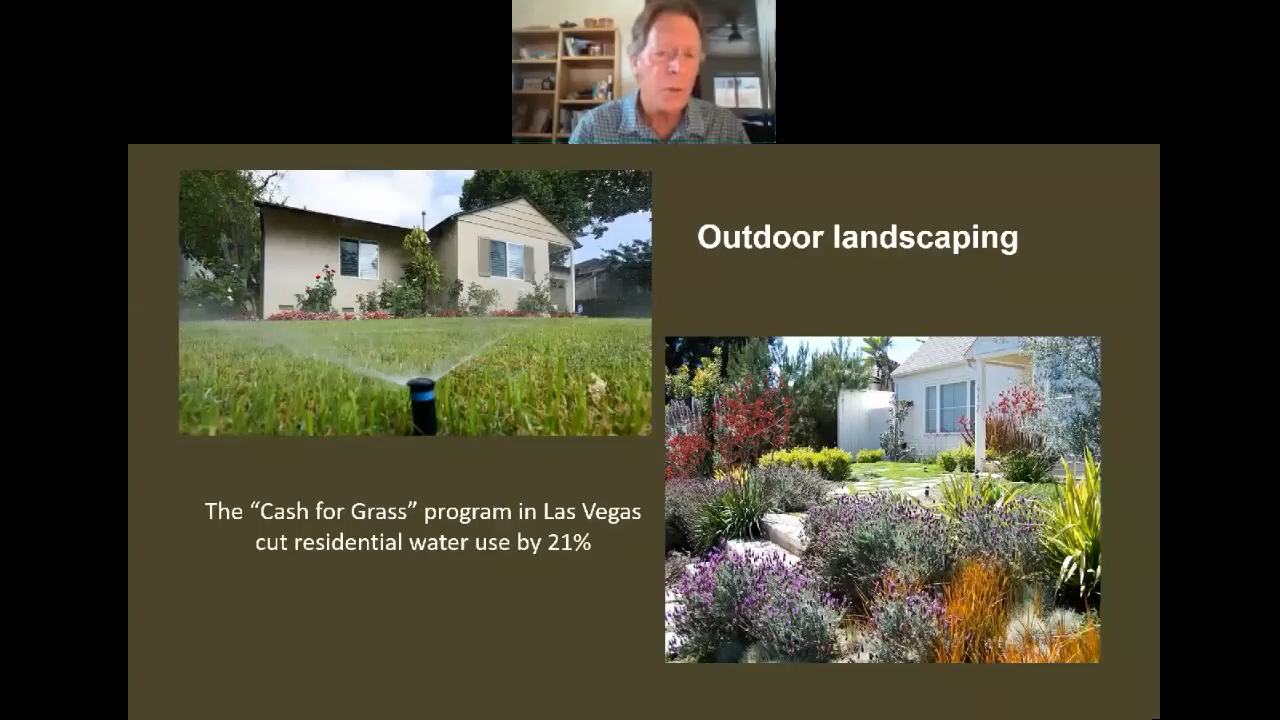 Outdoor landscaping
The “Cash for Grass” program in Las Vegas
cut residential water use by 21%